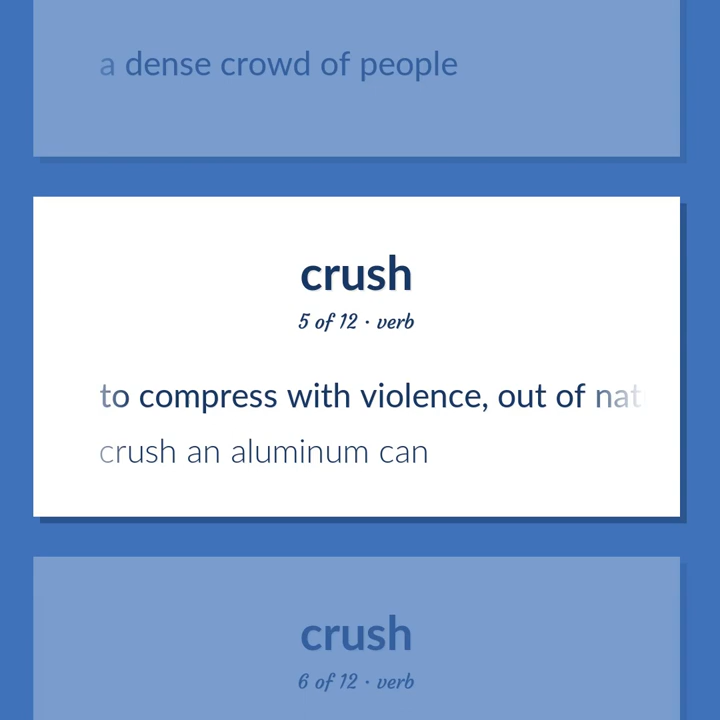 a dense crowd of people
crush
5 of 12 · verb
to compress with violence, out of
crush an aluminum can
crush
6 of 12 · verb